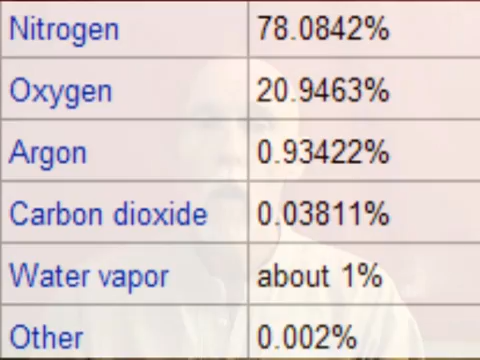 Nitrogen 78.0842%
Oxygen 20.9463%
Argon 0.93422%
Carbon dioxide 0.03811%
Water vapor about 1%
Other 0.002%